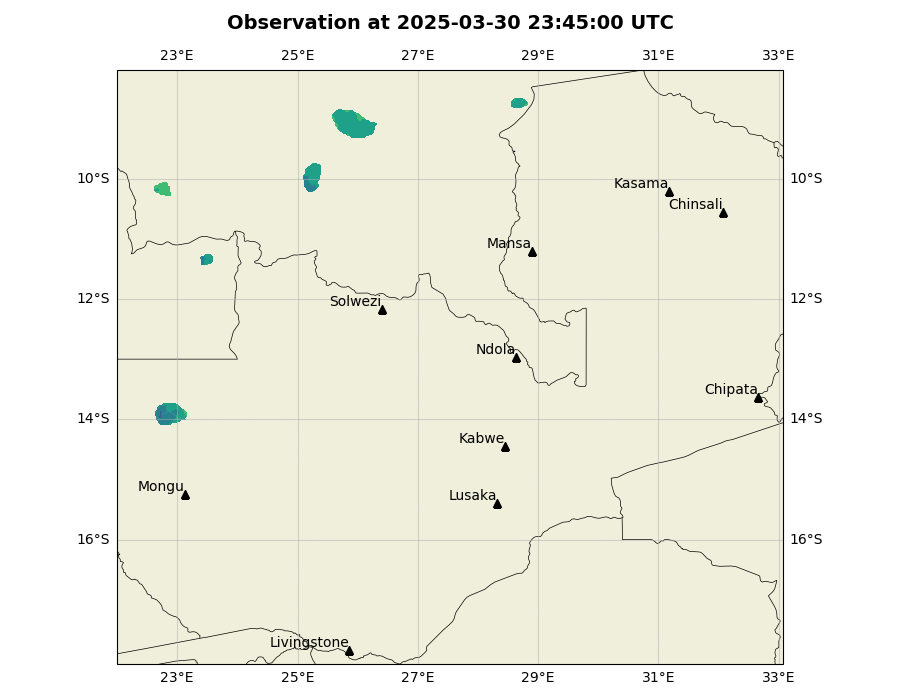 Observation at 2025-03-30 23:45:00 UTC
23°E 25°E 27°E 29°E 31°E 33°E
10°S 10°S
Kasama
Chinsali
Mansa
12°S 12°S
Solwezi
Ndola
Chipata
14°S 14°S
Kabwe
Mongu
Lusaka
16°S 16°S
Livingstone
23°E 25°E 27°E 29°E 31°E 33°E